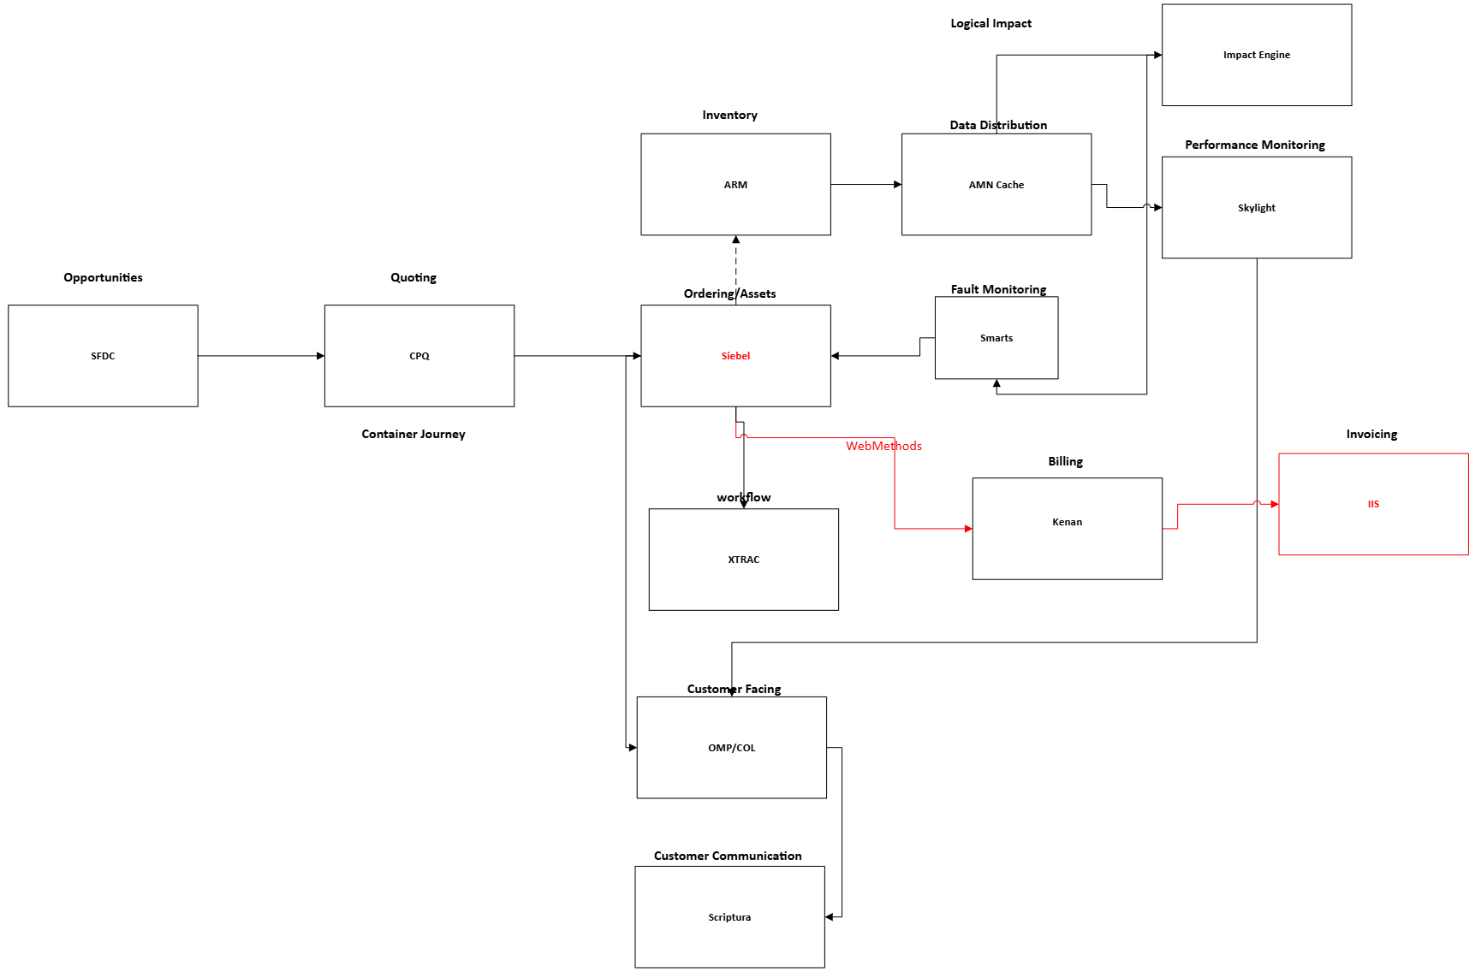 Logical Impact
Impact Engine
Inventory
Data Distribution
Performance Monitoring
ARM
AMN Cache
Skylight
Opportunities
Quoting
Ordering/Assets
Fault Monitoring
SFDC
CPQ
Siebel
Smarts
Container Journey
WebMethods
Invoicing
Billing
workflow
Kenan
IIS
XTRAC
Customer Facing
OMP/COL
Customer Communication
Scriptura